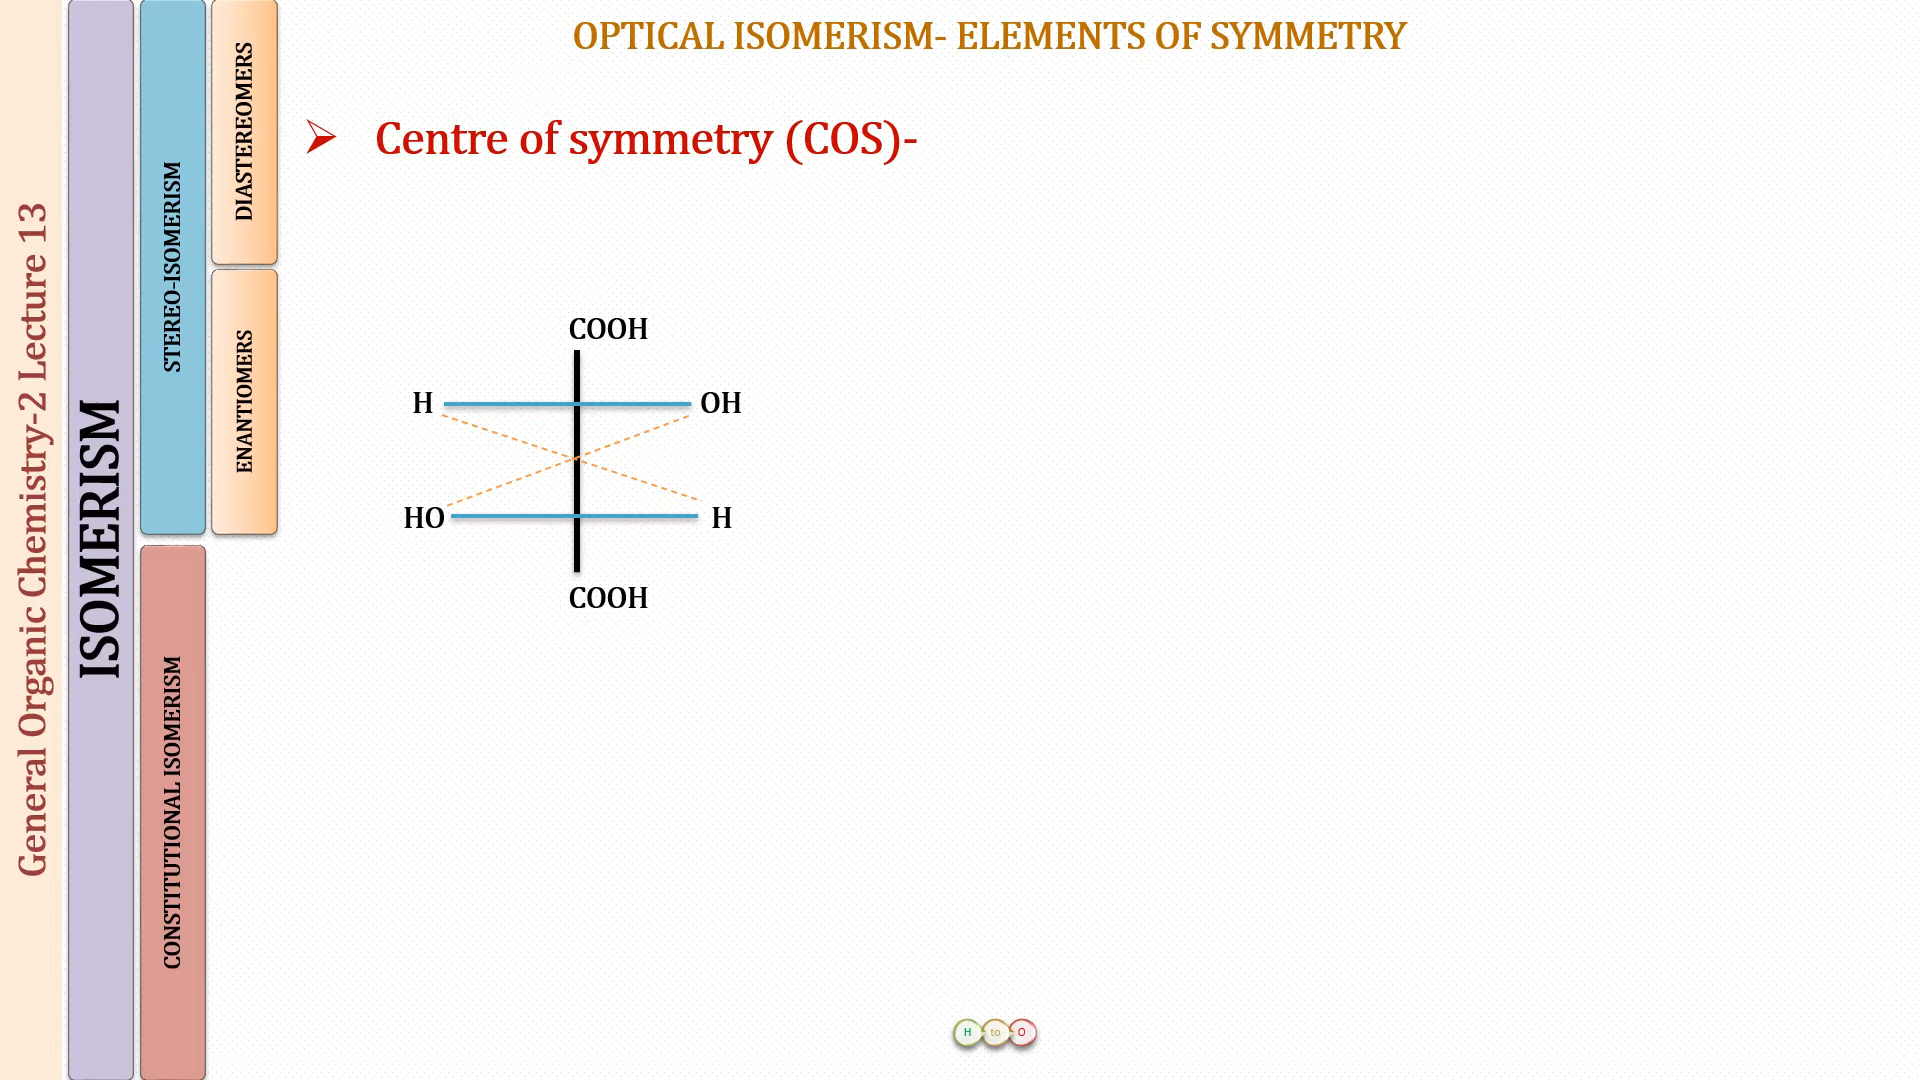 OPTICAL ISOMERISM- ELEMENTS OF SYMMETRY
General Organic Chemistry-2 Lecture 13
ISOMERISM
STEREO-ISOMERISM
CONSTITUTIONAL ISOMERISM
DIASTEREOMERS
ENANTIOMERS
Centre of symmetry (COS)-
COOH
H OH
HO H
COOH
H to O